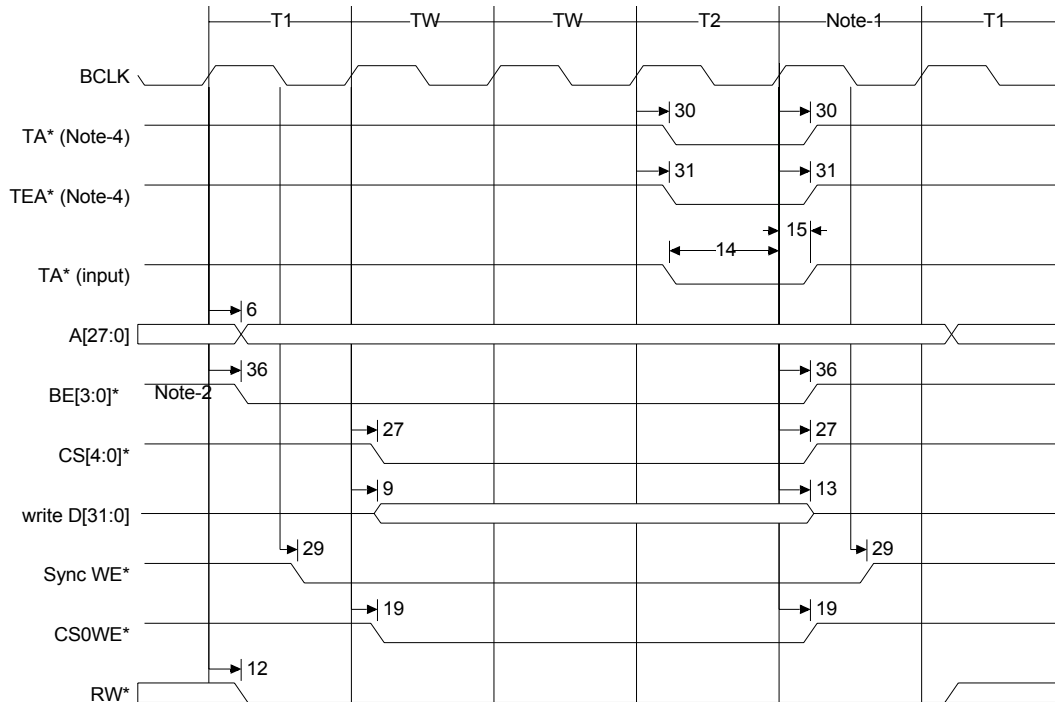 T1 TW TW T2 Note-1 T1
BCLK
30 30
TA* (Note-4)
31 31
TEA* (Note-4)
15
14
TA* (input)
6
A[27:0]
36 36
BE[3:0]* Note-2
27 27
CS[4:0]*
9 13
write D[31:0]
29 29
Sync WE*
19 19
CS0WE*
12
RW*